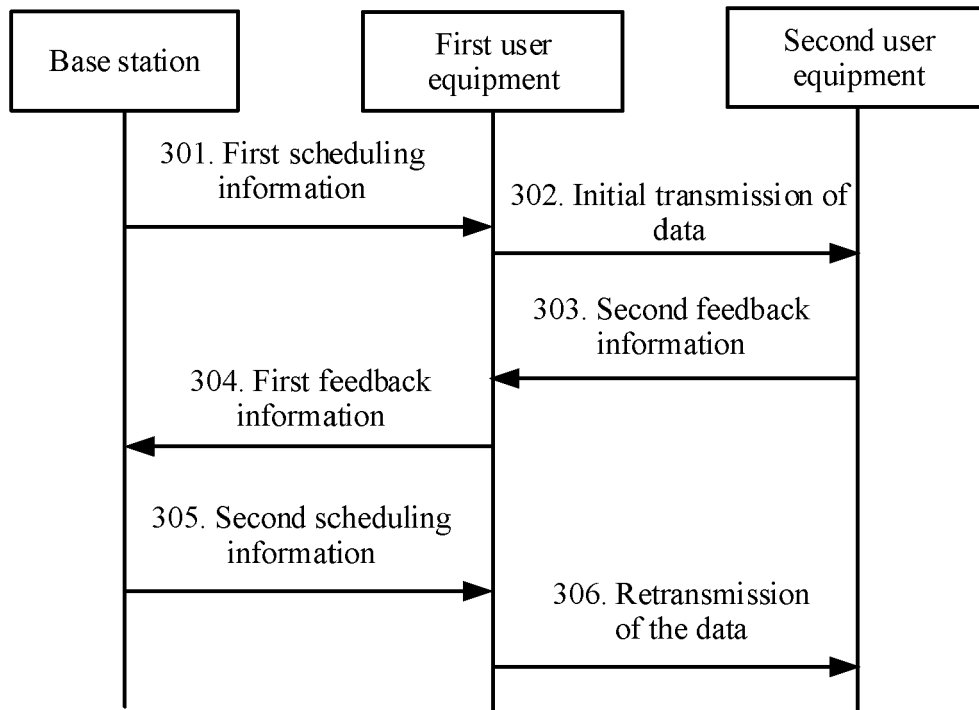 Base station
First user
equipment
Second user
equipment
301. First scheduling
information
302. Initial transmission of
data
303. Second feedback
information
304. First feedback
information
305. Second scheduling
information
306. Retransmission
of the data